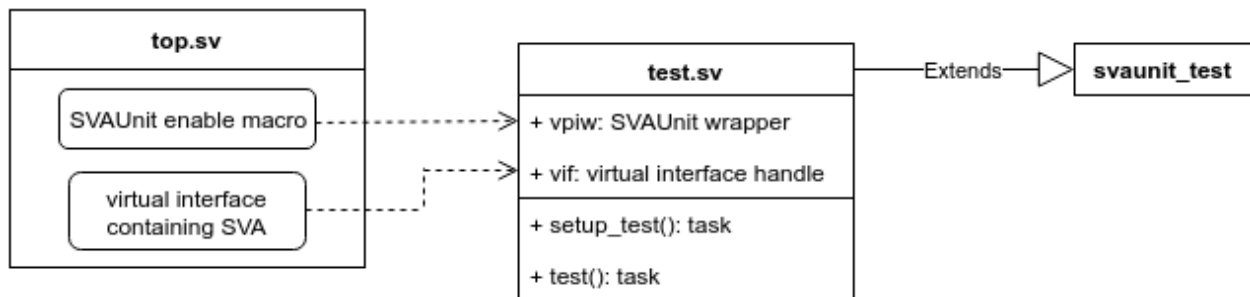 top.sv
SVAUnit enable macro
virtual interface
containing SVA
test.sv
+ vpiw: SVAUnit wrapper
+ vif: virtual interface handle
+ setup_test(): task
+ test(): task
Extends
svaunit_test